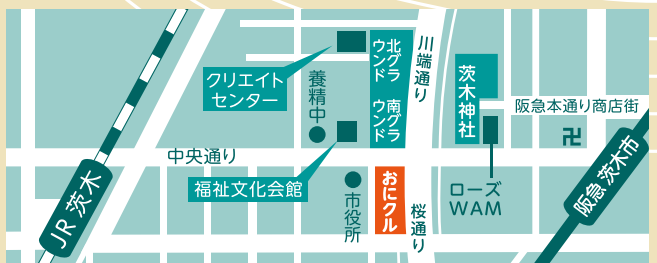 クリエイト
センター
養精中
北グラ
ウンド
南グラ
ウンド
川端通り
茨木神社
阪急本通り商店街
卍
中央通り
福祉文化会館
市役所
おにクル
桜通り
ローズ
WAM
JR 茨木
阪急 茨木市